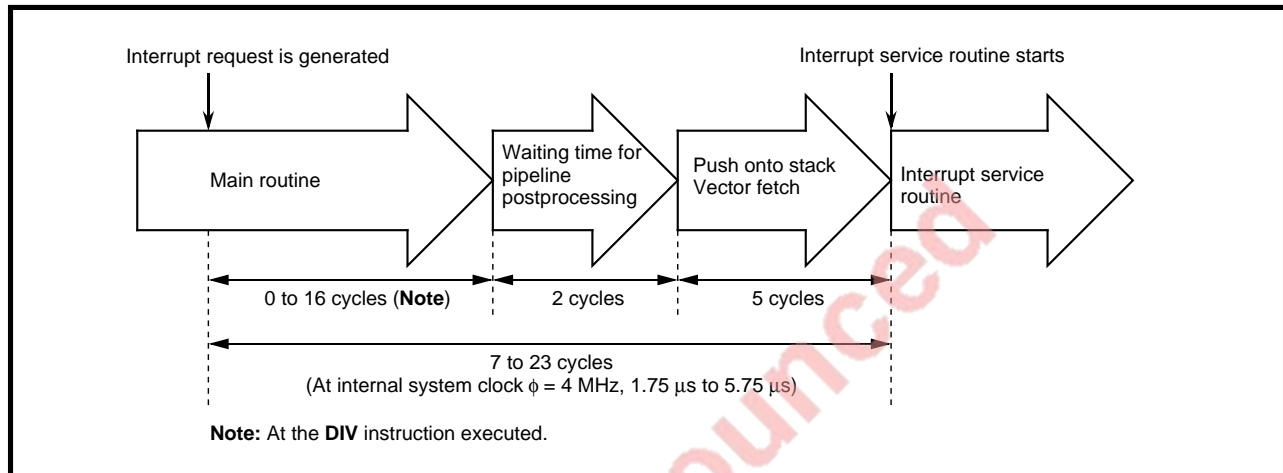 Interrupt request is generated
Interrupt service routine starts
Main routine
Waiting time for
pipeline
postprocessing
Push onto stack
Vector fetch
Interrupt service
routine
0 to 16 cycles (Note)
2 cycles
5 cycles
7 to 23 cycles
(At internal system clock φ = 4 MHz, 1.75 μs to 5.75 μs)
Note: At the DIV instruction executed.
ounced